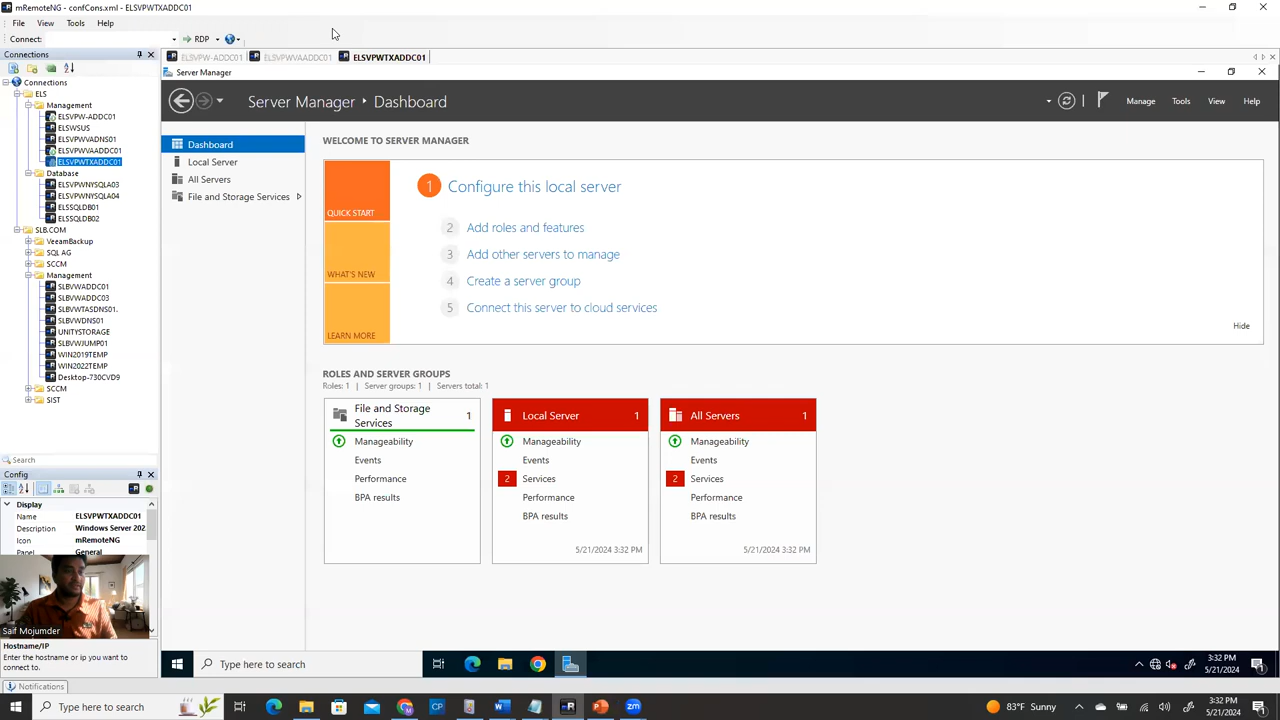 mRemoteNG - confCons.xml - ELSVPWTXADDC01
File View Tools Help
Connect: RDP
Connections
Connections
ELS
Management
ELSVPW-ADDC01
ELSWSUS
ELSVPWVADNS01
ELSVPWVAADDC01
ELSVPWTXADDC01
Database
ELSVPWNYSQLA03
ELSVPWNYSQLA04
ELSSQLDB01
ELSSQLDB02
SLB.COM
VeeamBackup
SQL AG
SCCM
Management
SLBVWADDC01
SLBVWADDC03
SLBVWTASDNS01.
SLBVWDNS01
UNITYSTORAGE
SLBVWJUMP01
WIN2019TEMP
WIN2022TEMP
Desktop-730CVD9
SCCM
SIST
Search
Config
Display
Name ELSVPWTXADDC01
Description Windows Server 202
Icon mRemoteNG
Panel General
Saif Mojumder
Hostname/IP
Enter the hostname or ip you want to
connect to.
Notifications
ELSVPW-ADDC01 ELSVPWVAADDC01 ELSVPWTXADDC01
Server Manager
Server Manager Dashboard
Manage Tools View Help
Dashboard
Local Server
All Servers
File and Storage Services
WELCOME TO SERVER MANAGER
QUICK START
WHAT'S NEW
LEARN MORE
1 Configure this local server
2 Add roles and features
3 Add other servers to manage
4 Create a server group
5 Connect this server to cloud services
Hide
ROLES AND SERVER GROUPS
Roles: 1 | Server groups: 1 | Servers total: 1
File and Storage
Services 1
Manageability
Events
Performance
BPA results
Local Server 1
Manageability
Events
2 Services
Performance
BPA results
5/21/2024 3:32 PM
All Servers 1
Manageability
Events
2 Services
Performance
BPA results
5/21/2024 3:32 PM
Type here to search
3:32 PM
5/21/2024
Type here to search
83°F Sunny
3:32 PM
5/21/2024